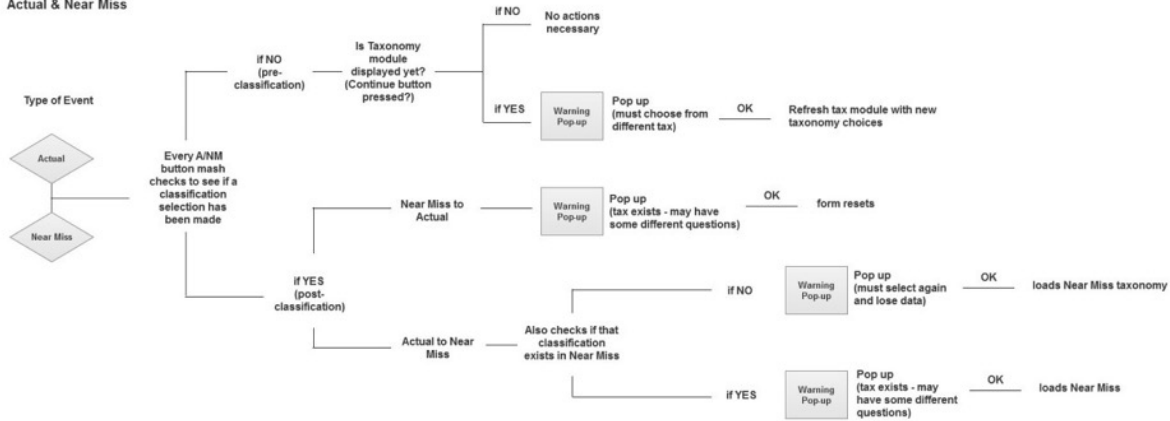 Actual & Near Miss
Type of Event
Actual
Near Miss
Every A/NM
button mash
checks to see if a
classification
selection has
been made
if NO
(pre-
classification)
Is Taxonomy
module
displayed yet?
(Continue button
pressed?)
if NO
No actions
necessary
if YES
Warning
Pop-up
Pop up
(must choose from
different tax)
OK
Refresh tax module with new
taxonomy choices
if YES
(post-
classification)
Near Miss to
Actual
Warning
Pop-up
Pop up
(tax exists - may have
some different questions)
OK
form resets
Actual to Near
Miss
Also checks if that
classification
exists in Near Miss
if NO
Warning
Pop-up
Pop up
(must select again
and lose data)
OK
loads Near Miss taxonomy
if YES
Warning
Pop-up
Pop up
(tax exists - may
have some different
questions)
OK
loads Near Miss